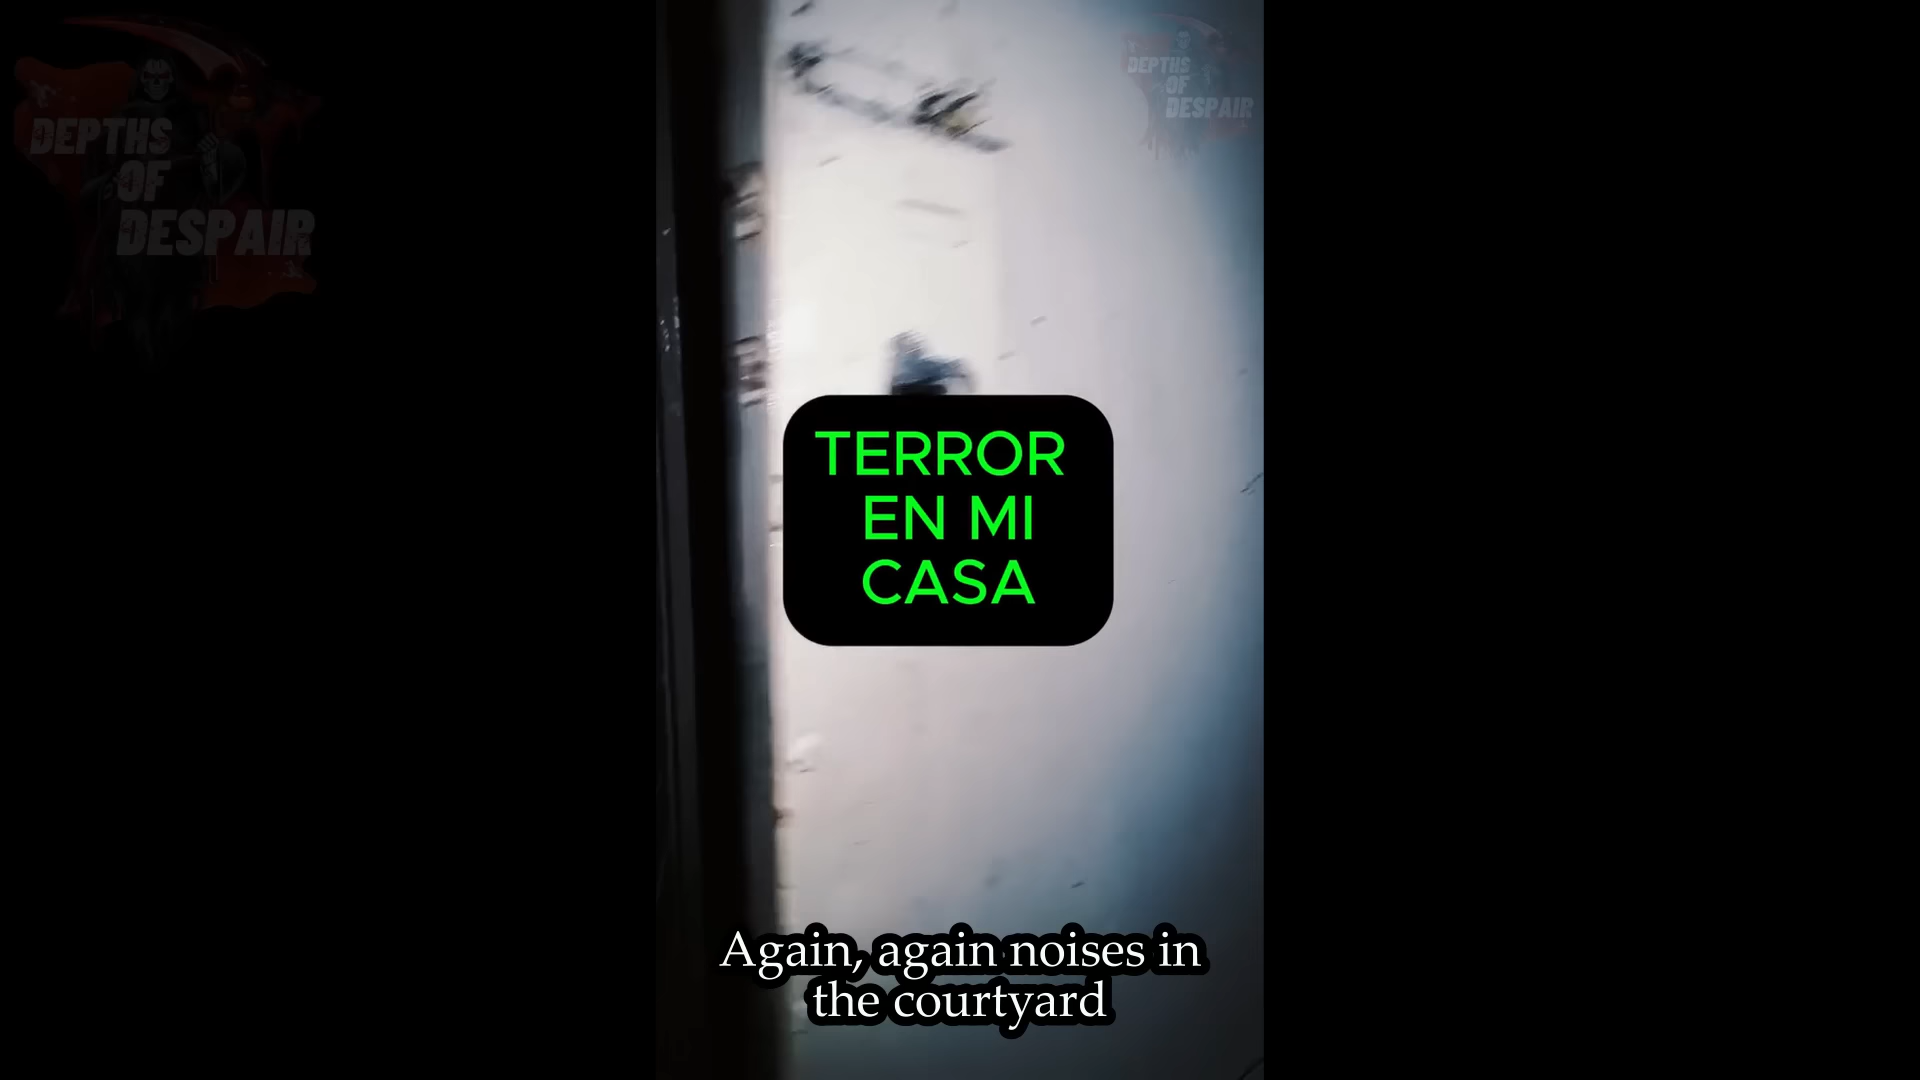 DEPTHS
OF
DESPAIR
DEPTHS
OF
DESPAIR
TERROR
EN MI
CASA
Again, again noises in
the courtyard